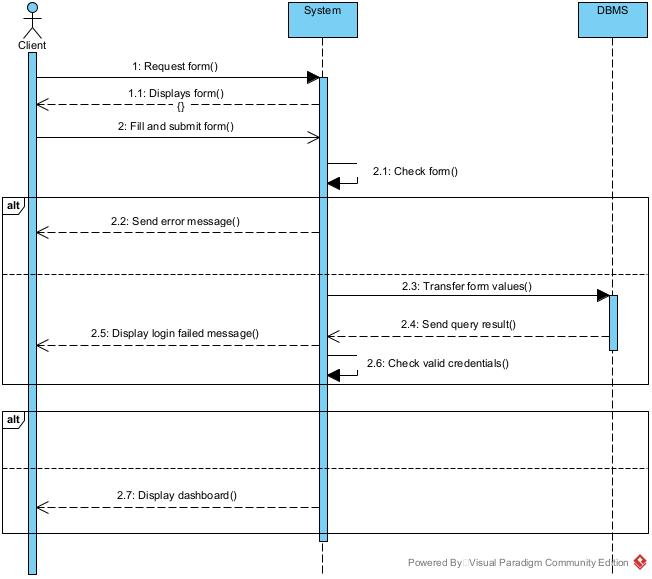 System
DBMS
Client
1: Request form()
1.1: Displays form()
{}
2: Fill and submit form()
2.1: Check form()
alt
2.2: Send error message()
2.3: Transfer form values()
2.4: Send query result()
2.5: Display login failed message()
2.6: Check valid credentials()
alt
2.7: Display dashboard()
Powered By Visual Paradigm Community Edition